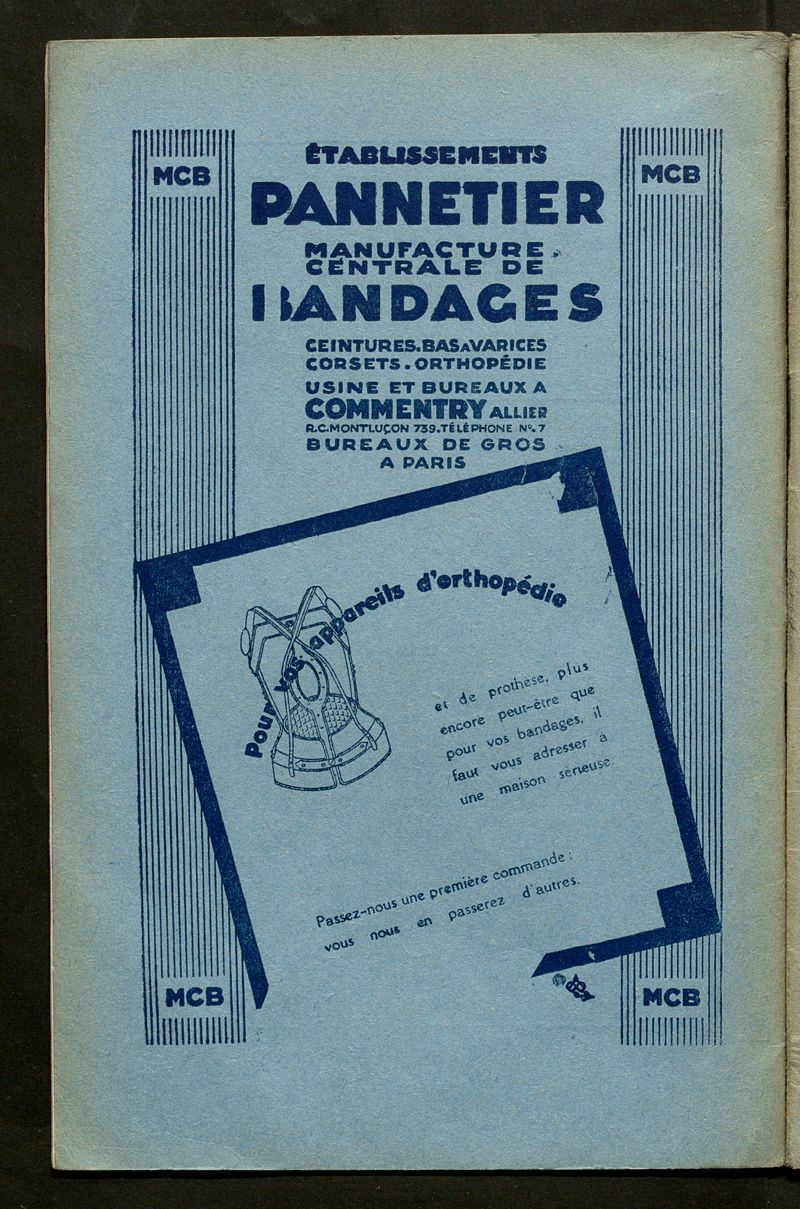 MCB
MCB
ÉTABLISSEMENTS
PANNETIER
MANUFACTURE
CENTRALE DE
BANDAGES
CEINTURES.BAS A VARICES
CORSETS.ORTHOPÉDIE
USINE ET BUREAUX A
COMMENTRY ALLIER
R.C.MONTLUÇON 739.TÉLÉPHONE No. 7
BUREAUX DE GROS
A PARIS
Pour vos appareils d'orthopédie
et de prothèse, plus
encore peut-être que
pour vos bandages, il
faut vous adresser à
une maison sérieuse.
Passez-nous une première commande :
vous nous en passerez d'autres.
MCB
MCB